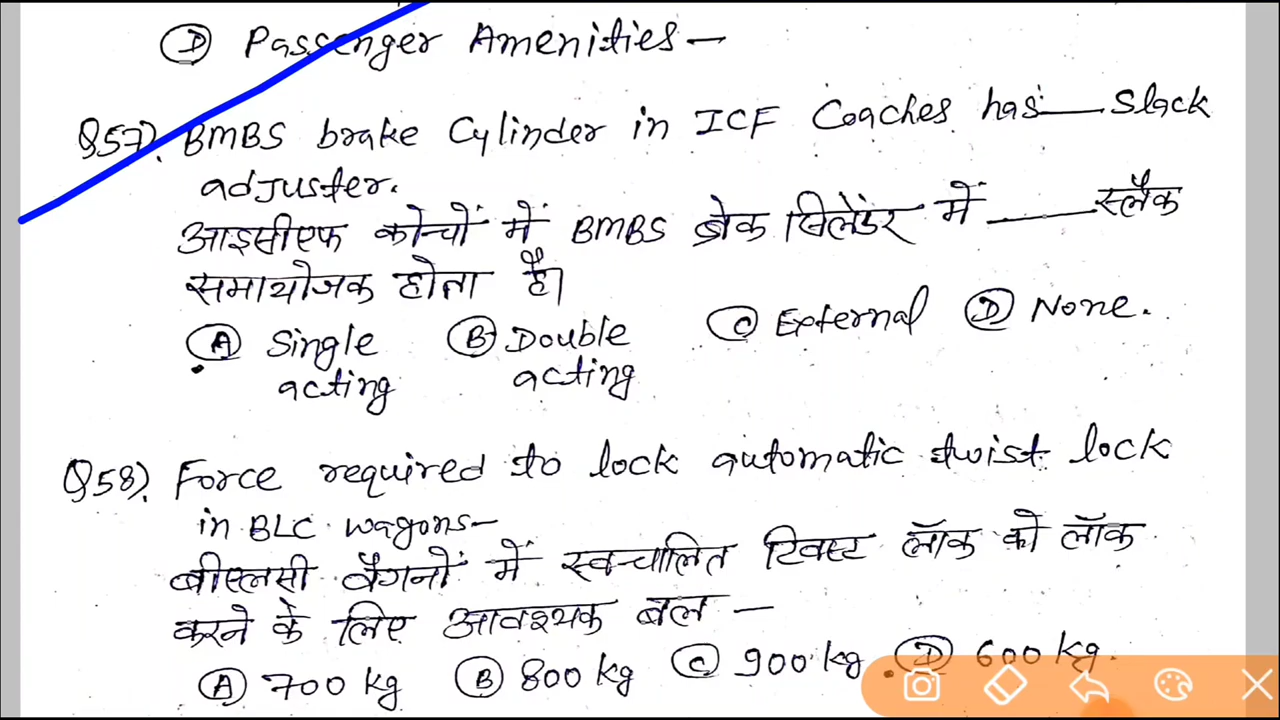 D Passenger Amenities –
Q57). BMBS brake Cylinder in ICF Coaches has ___ Slack
adjuster.
आइसीएफ कोचों में BMBS ब्रेक सिलेंडर में ___ स्लैक
समायोजक होता है।
A Single acting B Double acting C External D None.
Q58). Force required to lock automatic twist lock
in BLC wagons –
बीएलसी वैगनों में स्वचालित टिवस्ट लॉक को लॉक
करने के लिए आवश्यक बल –
A 700 kg B 800 kg C 900 kg D 600 kg.